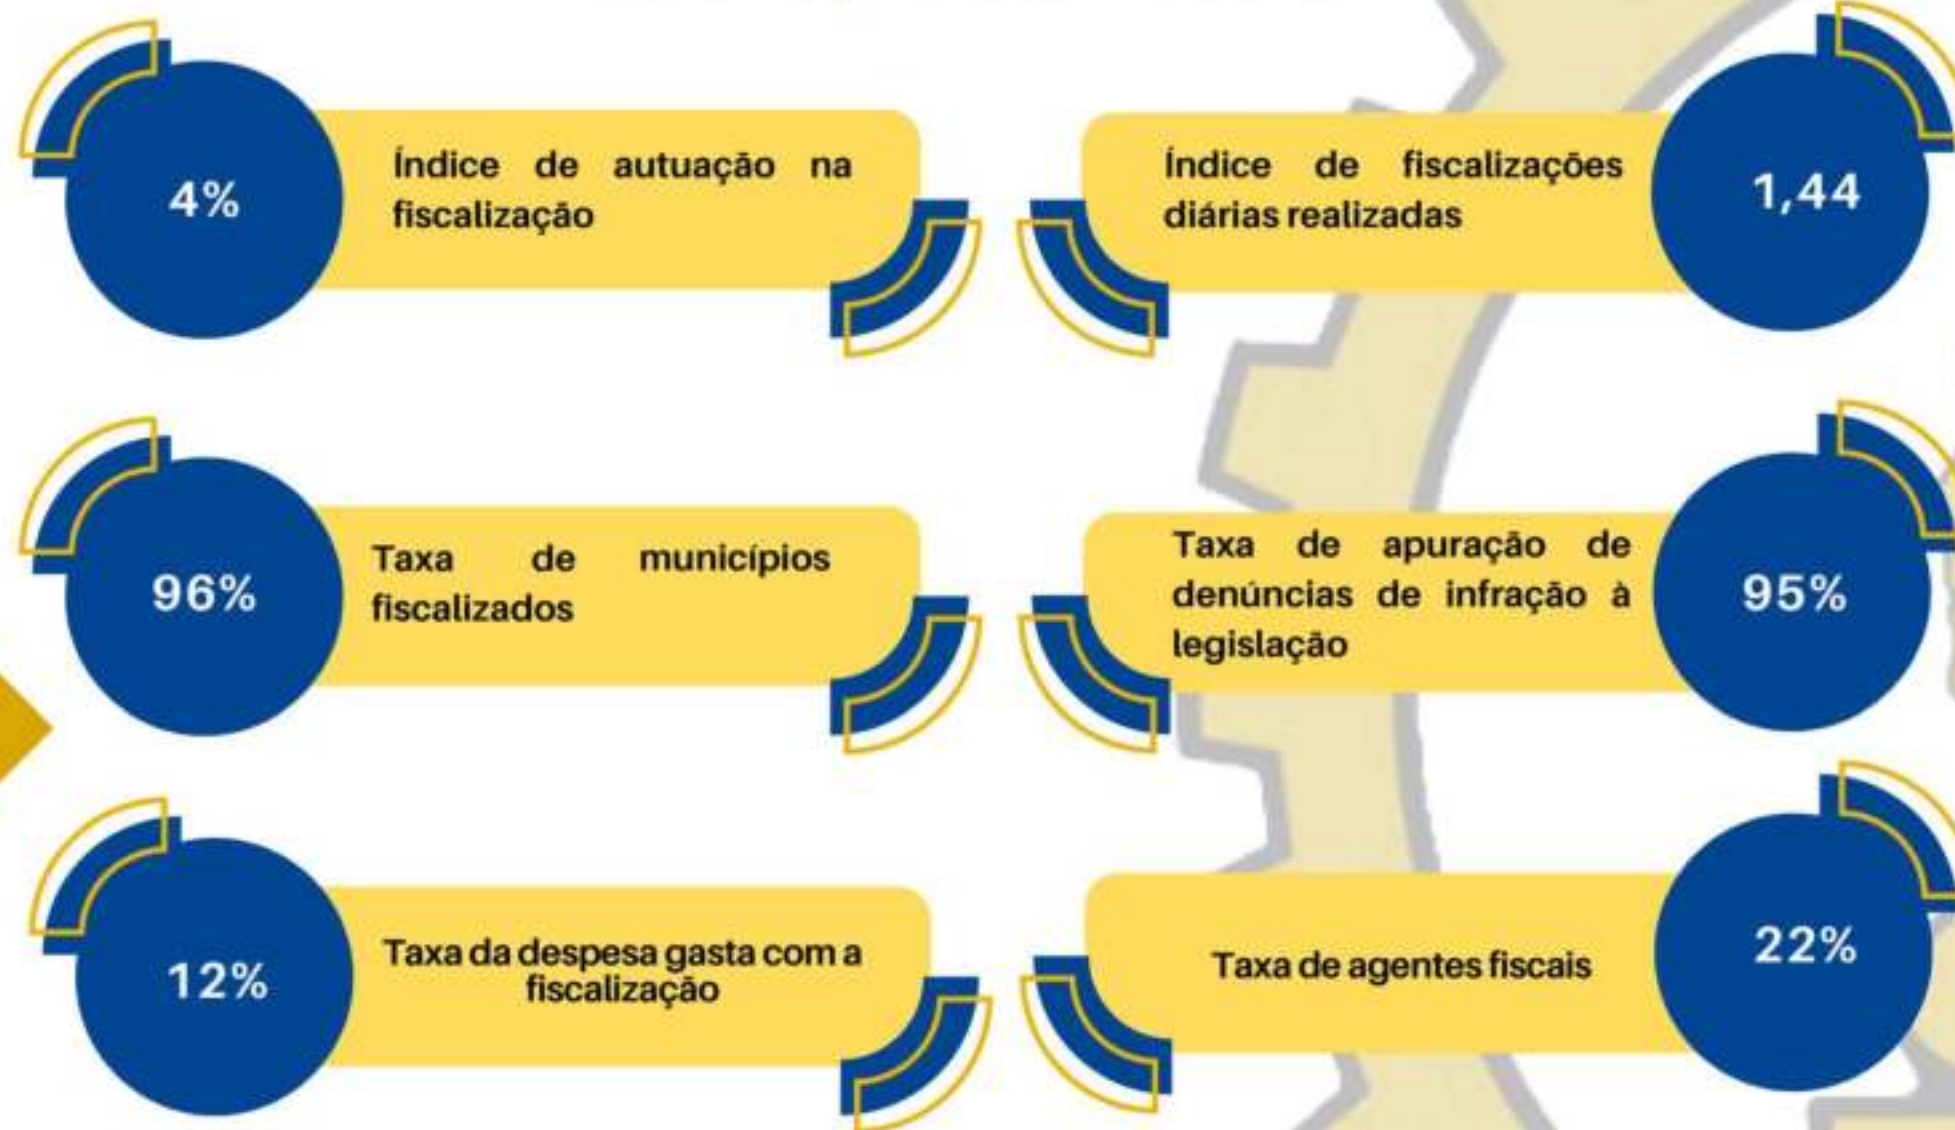 4%
Índice de autuação na
fiscalização
Índice de fiscalizações
diárias realizadas
1,44
96%
Taxa de municípios
fiscalizados
Taxa de apuração de
denúncias de infração à
legislação
95%
12%
Taxa da despesa gasta com a
fiscalização
Taxa de agentes fiscais
22%